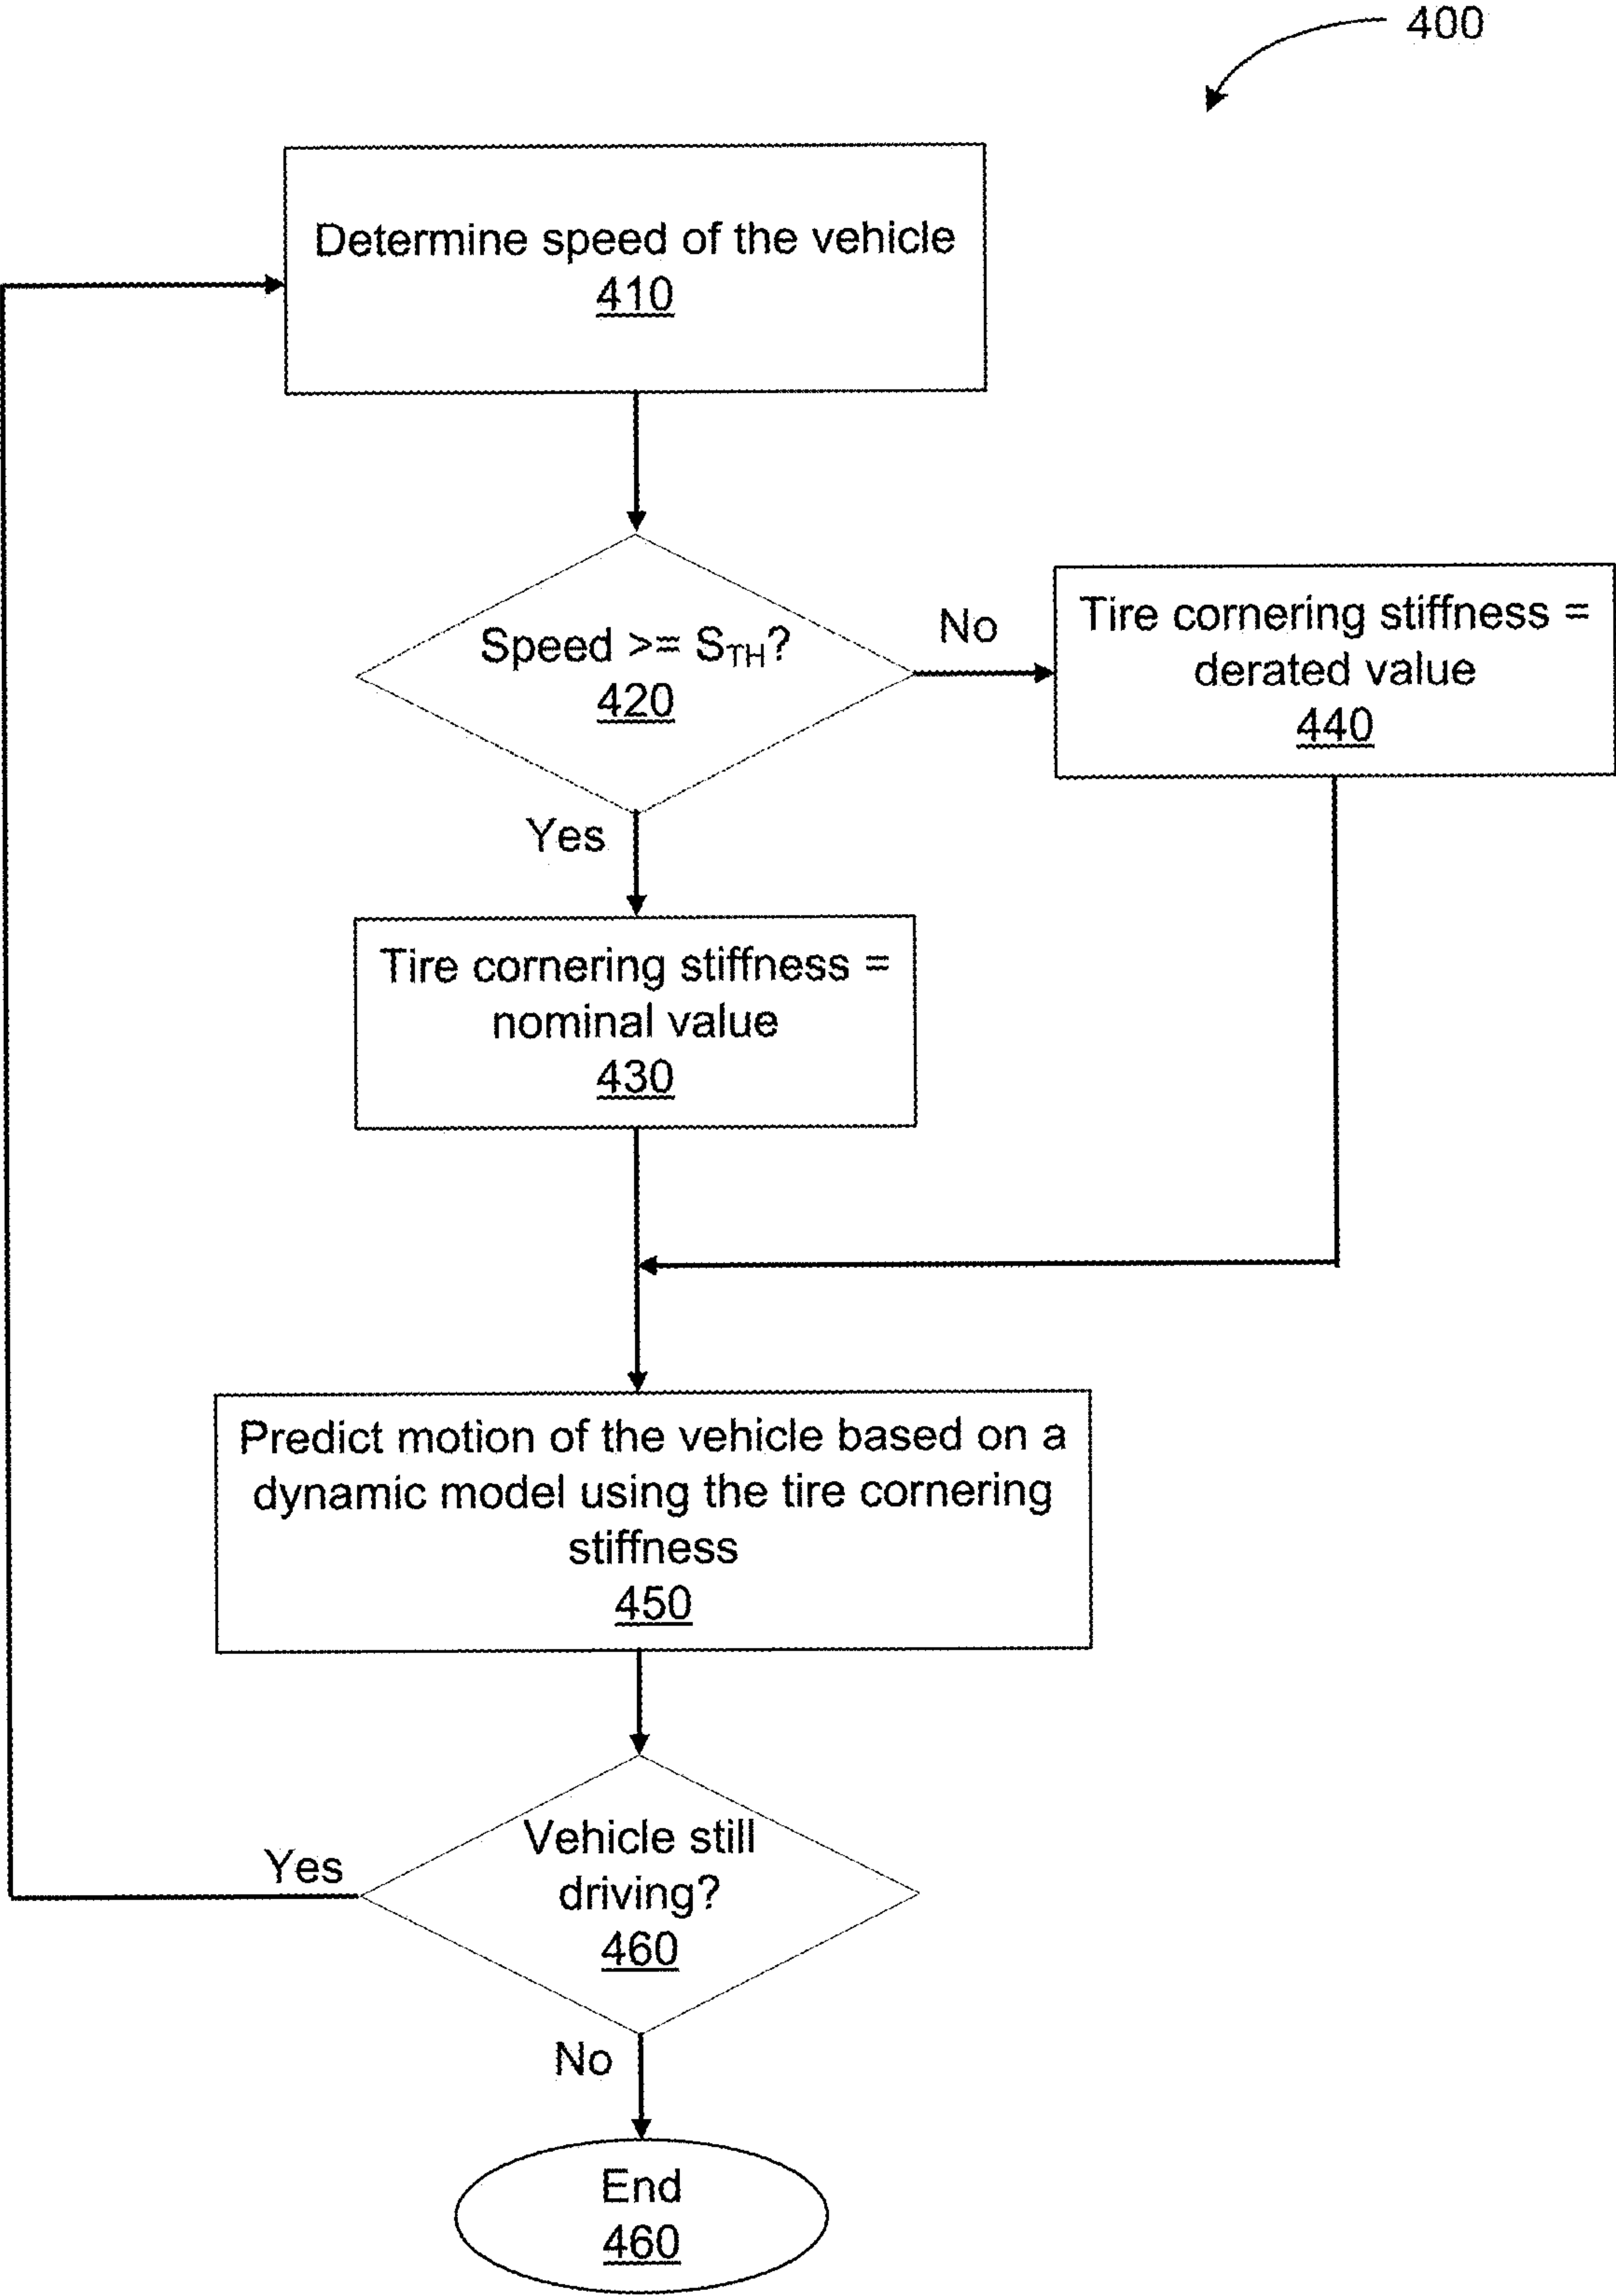 400
Determine speed of the vehicle
410
Speed >= STH?
420
No
Tire cornering stiffness =
derated value
440
Yes
Tire cornering stiffness =
nominal value
430
Predict motion of the vehicle based on a
dynamic model using the tire cornering
stiffness
450
Vehicle still
driving?
460
Yes
No
End
460